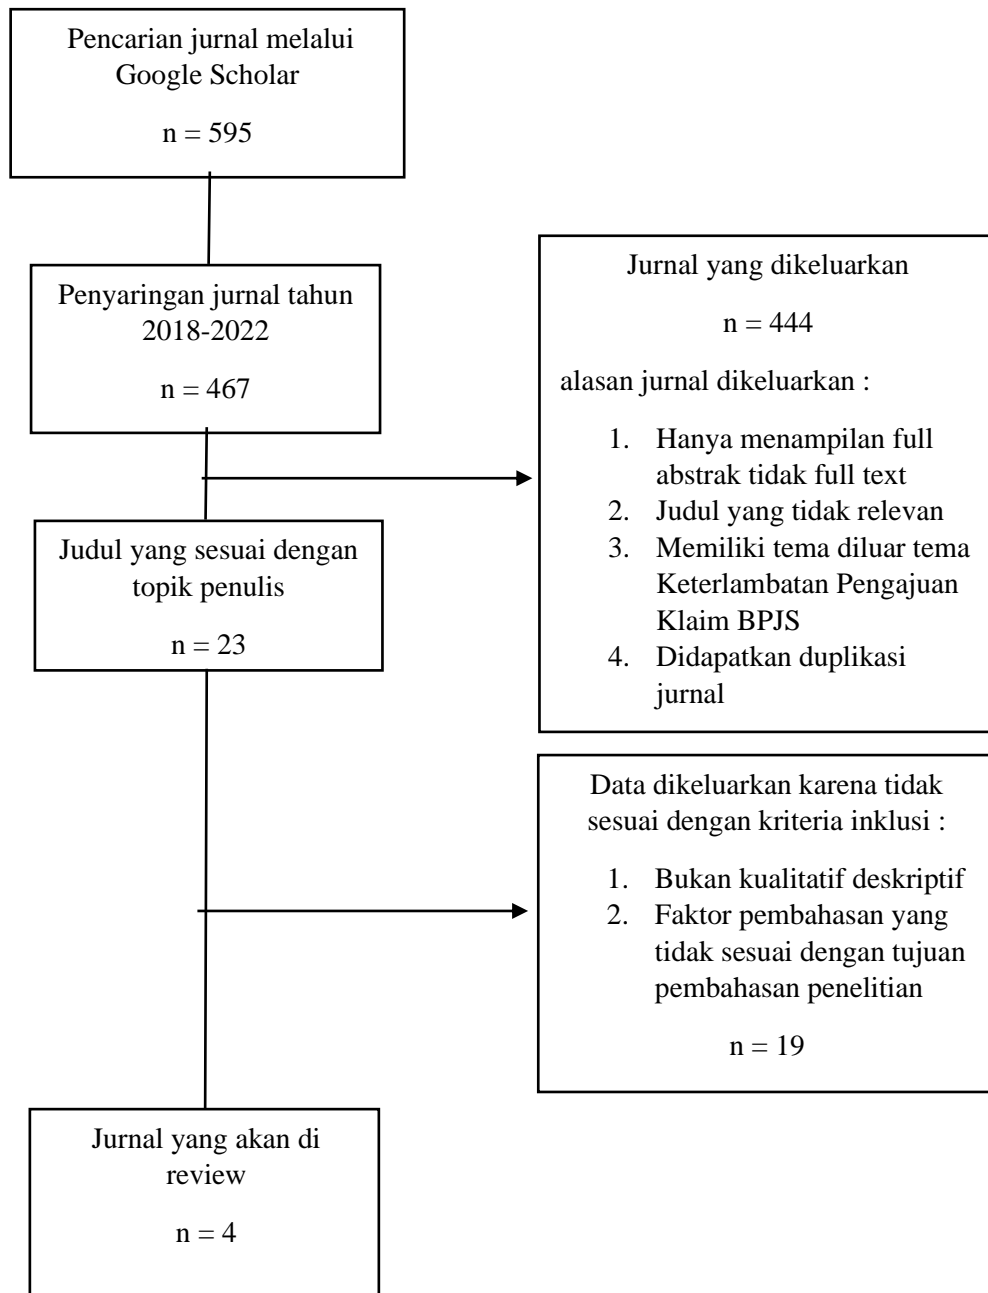 Pencarian jurnal melalui
Google Scholar
n = 595
Penyaringan jurnal tahun
2018-2022
n = 467
Jurnal yang dikeluarkan
n = 444
alasan jurnal dikeluarkan :
1. Hanya menampilan full
abstrak tidak full text
2. Judul yang tidak relevan
3. Memiliki tema diluar tema
Keterlambatan Pengajuan
Klaim BPJS
4. Didapatkan duplikasi
jurnal
Judul yang sesuai dengan
topik penulis
n = 23
Data dikeluarkan karena tidak
sesuai dengan kriteria inklusi :
1. Bukan kualitatif deskriptif
2. Faktor pembahasan yang
tidak sesuai dengan tujuan
pembahasan penelitian
n = 19
Jurnal yang akan di
review
n = 4